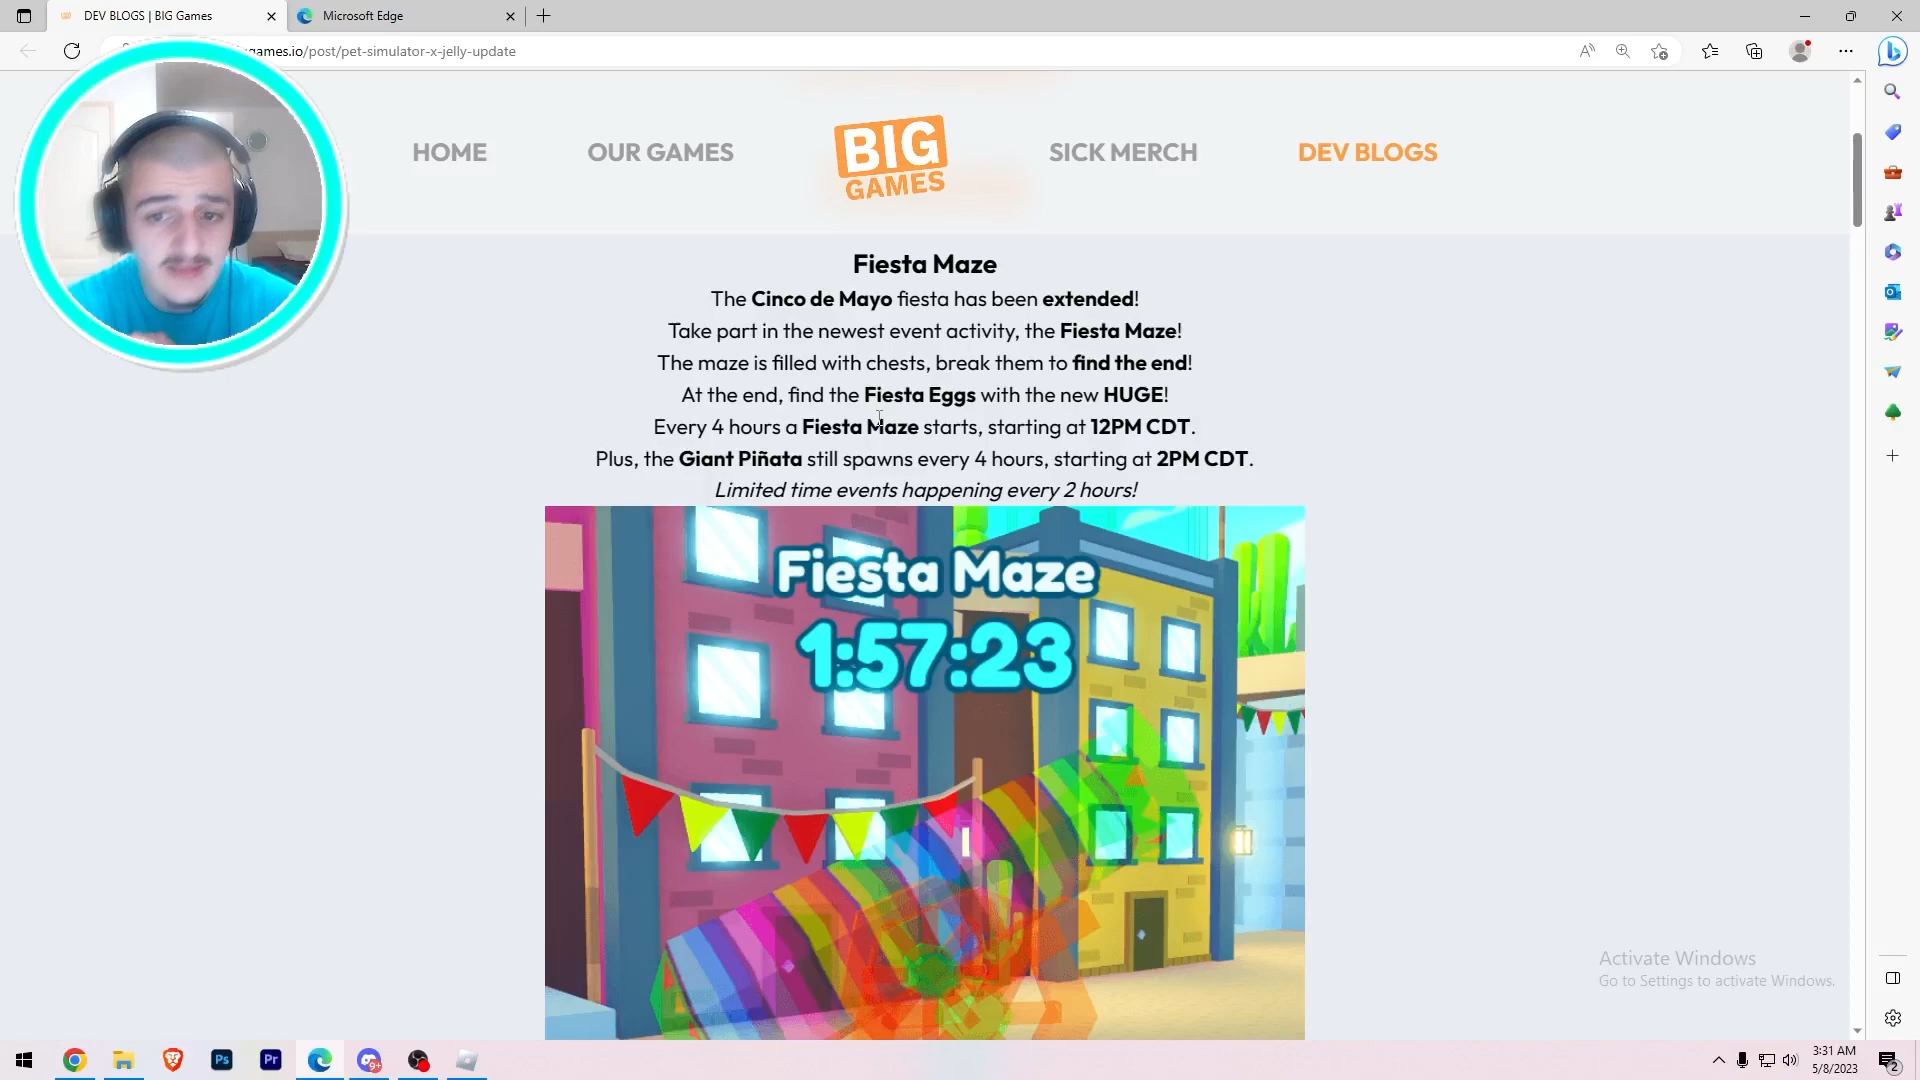 DEV BLOGS | BIG Games
Microsoft Edge
games.io/post/pet-simulator-x-jelly-update
HOME
OUR GAMES
BIG
GAMES
SICK MERCH
DEV BLOGS
Fiesta Maze
The Cinco de Mayo fiesta has been extended!
Take part in the newest event activity, the Fiesta Maze!
The maze is filled with chests, break them to find the end!
At the end, find the Fiesta Eggs with the new HUGE!
Every 4 hours a Fiesta Maze starts, starting at 12PM CDT.
Plus, the Giant Piñata still spawns every 4 hours, starting at 2PM CDT.
Limited time events happening every 2 hours!
Fiesta Maze
1:57:23
Activate Windows
Go to Settings to activate Windows.
Ps
Pr
9+
3:31 AM
5/8/2023
2